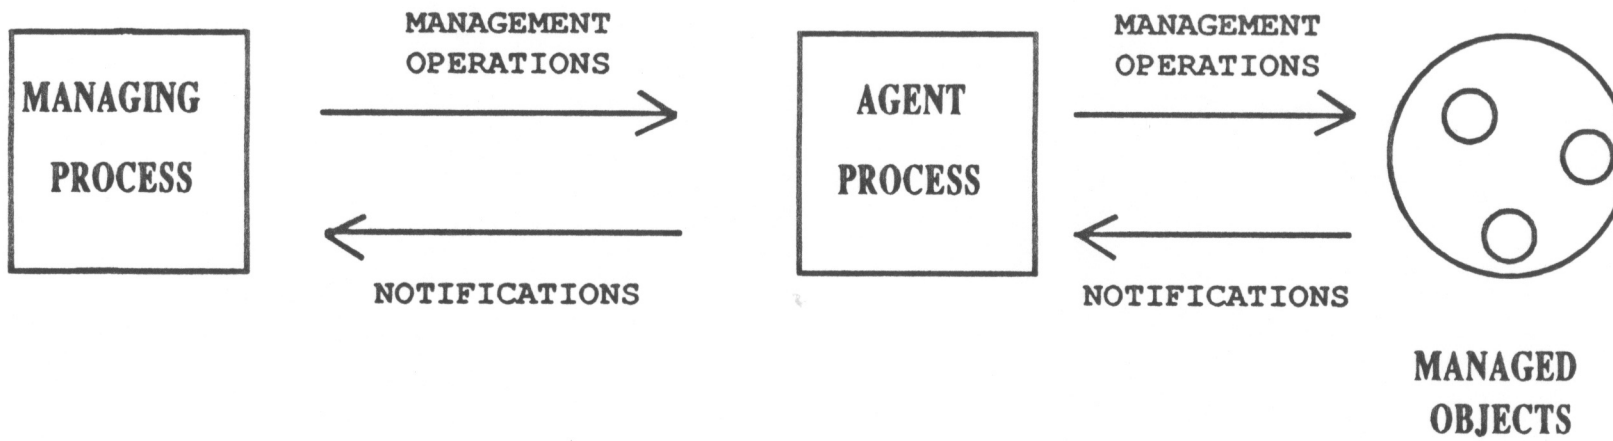 MANAGING
PROCESS
MANAGEMENT
OPERATIONS
NOTIFICATIONS
AGENT
PROCESS
MANAGEMENT
OPERATIONS
NOTIFICATIONS
MANAGED
OBJECTS